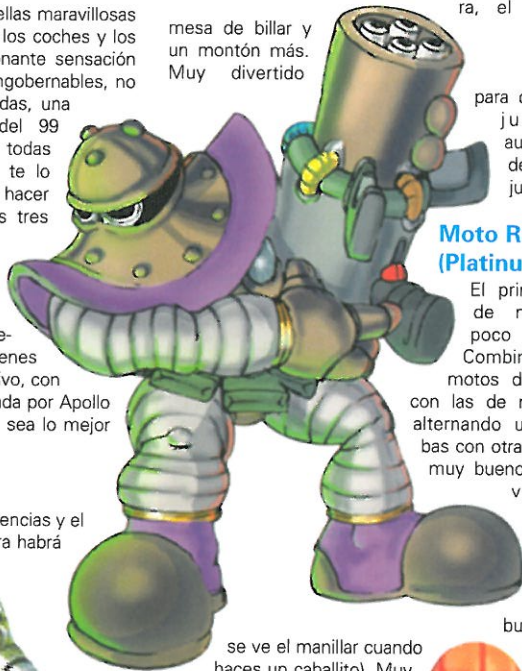 ellas maravillosas
los coches y los
onante sensación
ngobernables, no
das, una
del 99
todas
te lo
hacer
s tres
e-
enes
ivo, con
ada por Apollo
sea lo mejor
encias y el
ra habrá
mesa de billar y
un montón más.
Muy divertido
se ve el manillar cuando
haces un caballito). Muy
ra, el
para
ju
au
de
ju
Moto R
(Platinu
El prin
de
poco
Combin
motos d
con las de
alternando u
bas con otra
muy bueno
v
bu